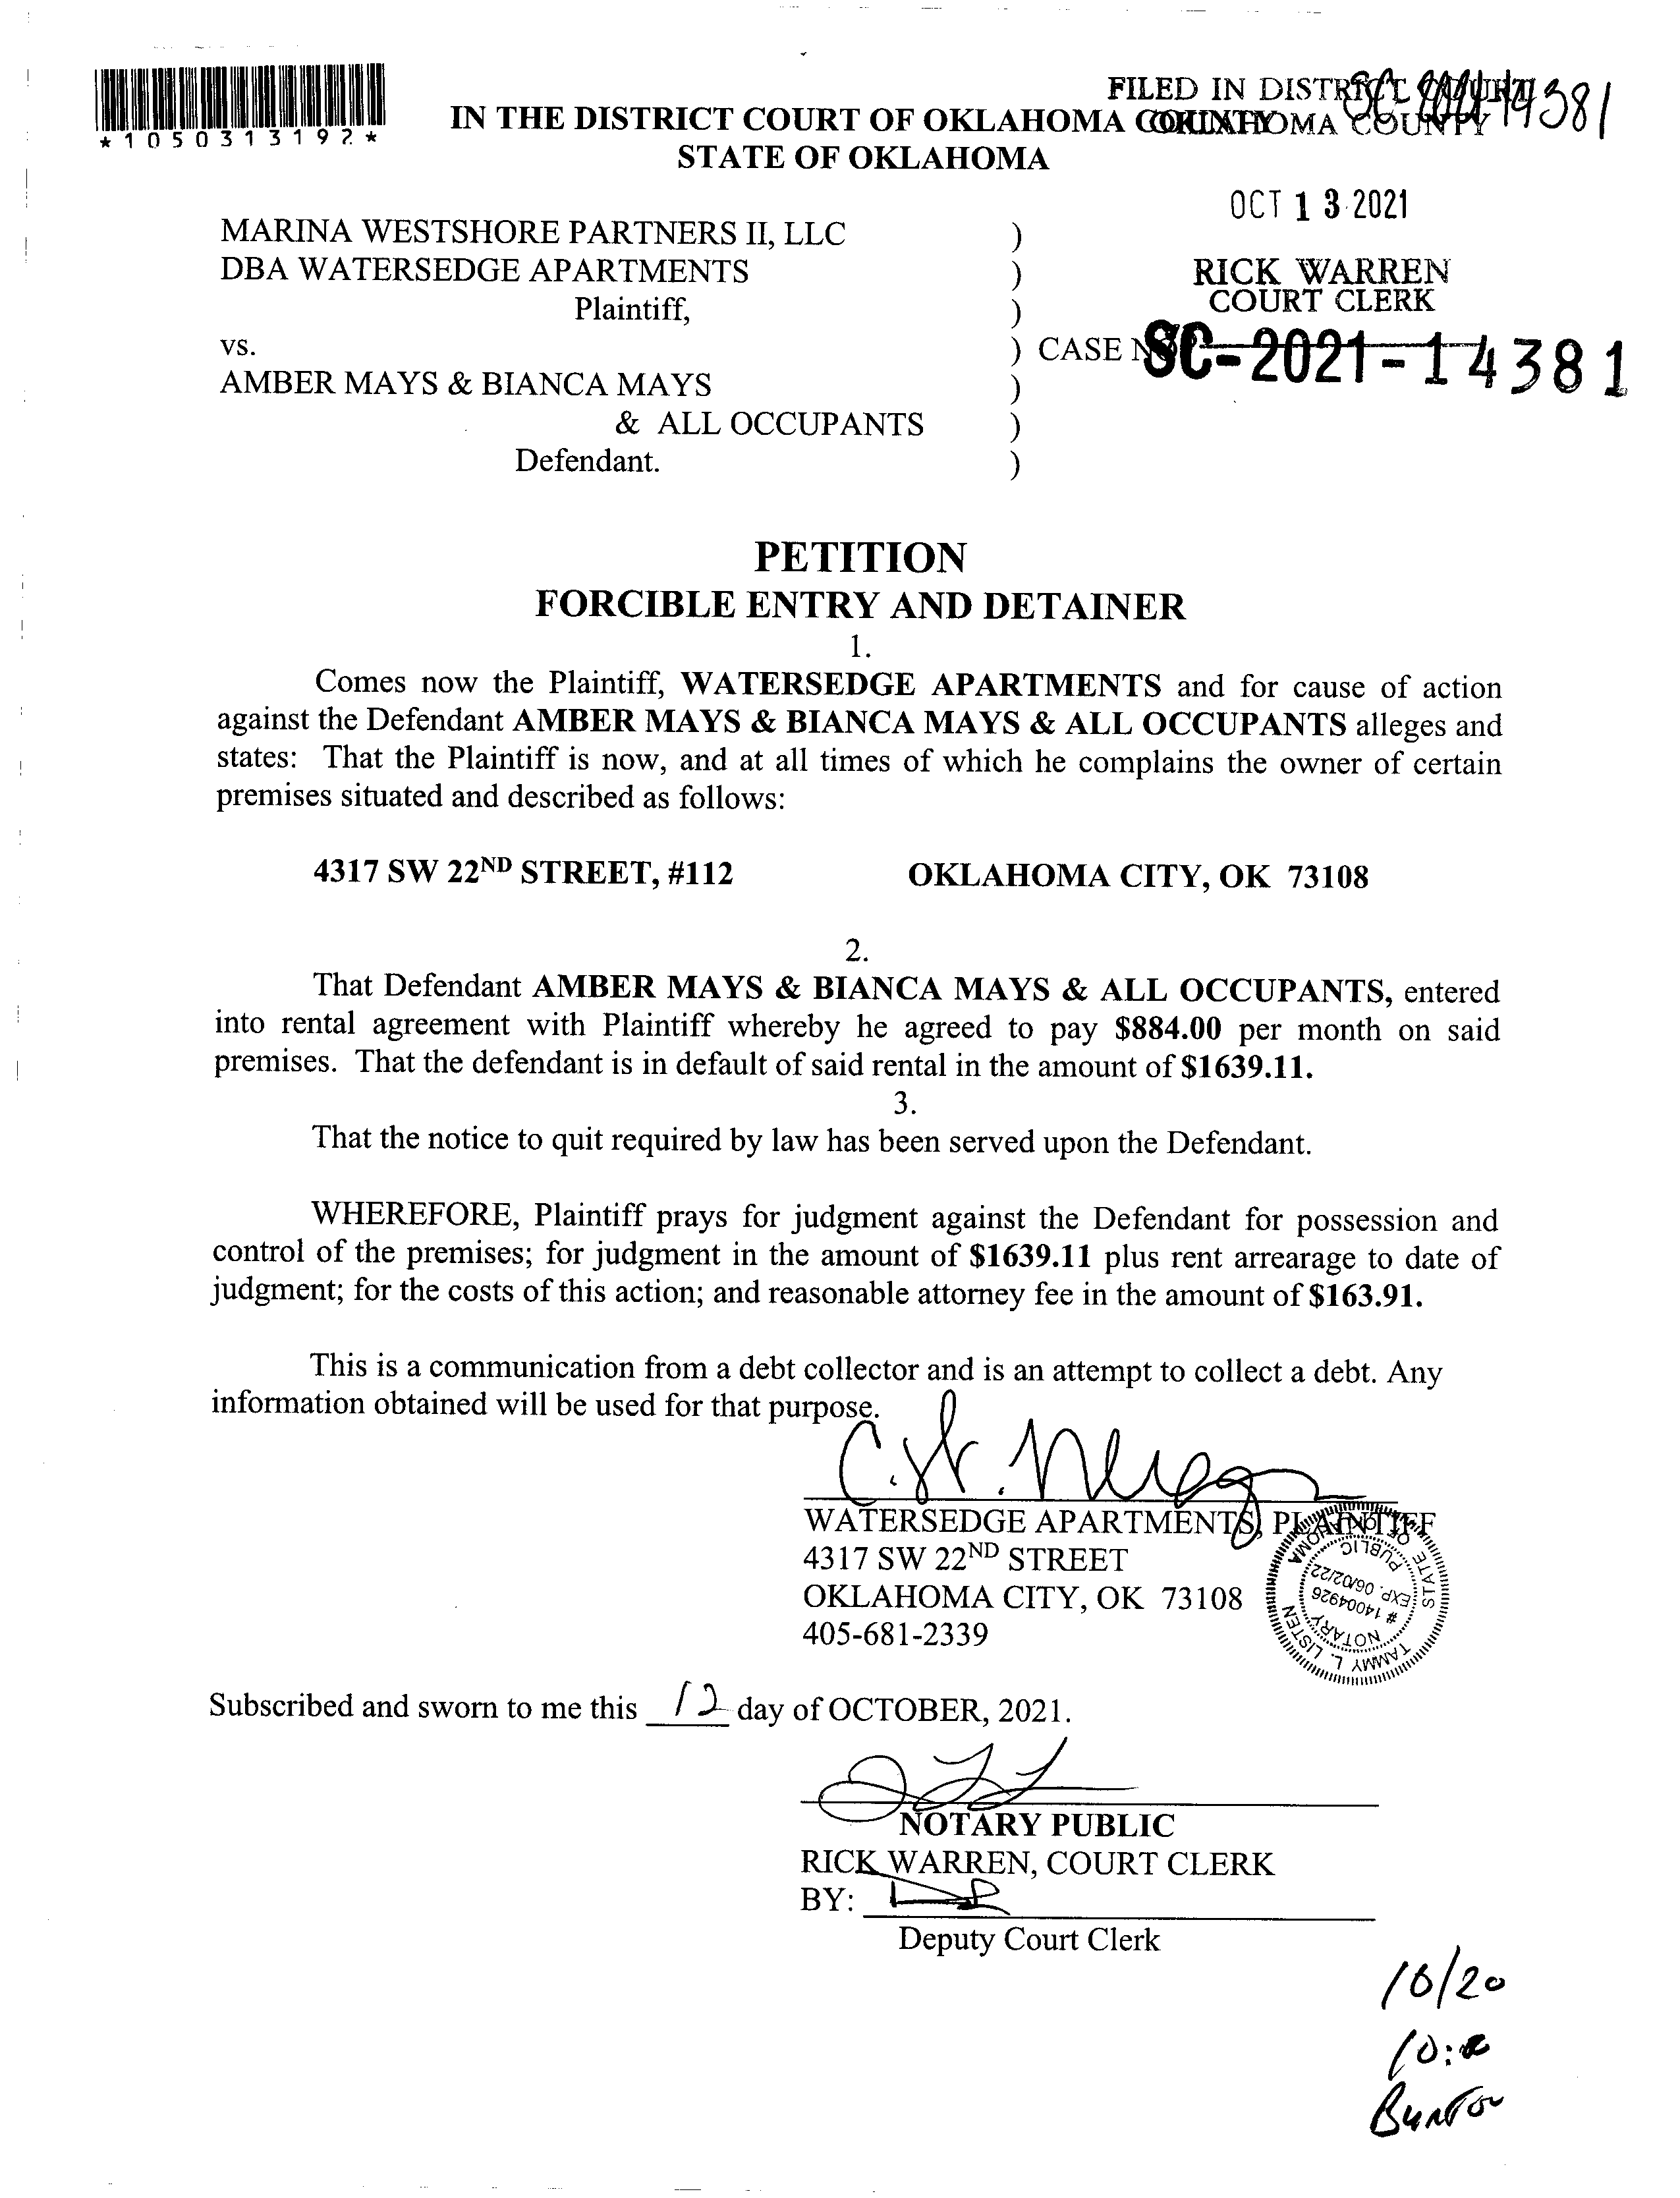 *1050313192*
FILED IN DISTRICT COURT
OKLAHOMA COUNTY
14381
IN THE DISTRICT COURT OF OKLAHOMA COUNTY
STATE OF OKLAHOMA
OCT 13 2021
RICK WARREN
COURT CLERK
MARINA WESTSHORE PARTNERS II, LLC )
DBA WATERSEDGE APARTMENTS )
Plaintiff, )
vs. ) CASE NO SC-2021-14381
AMBER MAYS & BIANCA MAYS )
& ALL OCCUPANTS )
Defendant. )
PETITION
FORCIBLE ENTRY AND DETAINER
1.
Comes now the Plaintiff, WATERSEDGE APARTMENTS and for cause of action
against the Defendant AMBER MAYS & BIANCA MAYS & ALL OCCUPANTS alleges and
states: That the Plaintiff is now, and at all times of which he complains the owner of certain
premises situated and described as follows:
4317 SW 22ND STREET, #112 OKLAHOMA CITY, OK 73108
2.
That Defendant AMBER MAYS & BIANCA MAYS & ALL OCCUPANTS, entered
into rental agreement with Plaintiff whereby he agreed to pay $884.00 per month on said
premises. That the defendant is in default of said rental in the amount of $1639.11.
3.
That the notice to quit required by law has been served upon the Defendant.
WHEREFORE, Plaintiff prays for judgment against the Defendant for possession and
control of the premises; for judgment in the amount of $1639.11 plus rent arrearage to date of
judgment; for the costs of this action; and reasonable attorney fee in the amount of $163.91.
This is a communication from a debt collector and is an attempt to collect a debt. Any
information obtained will be used for that purpose.
WATERSEDGE APARTMENTS, PLAINTIFF
4317 SW 22ND STREET
OKLAHOMA CITY, OK 73108
405-681-2339
TAMMY L. LISTEN
NOTARY PUBLIC
STATE OF OKLAHOMA
# 14004926
EXP. 06/02/22
Subscribed and sworn to me this 12 day of OCTOBER, 2021.
NOTARY PUBLIC
RICK WARREN, COURT CLERK
BY:
Deputy Court Clerk
10/20
Burton